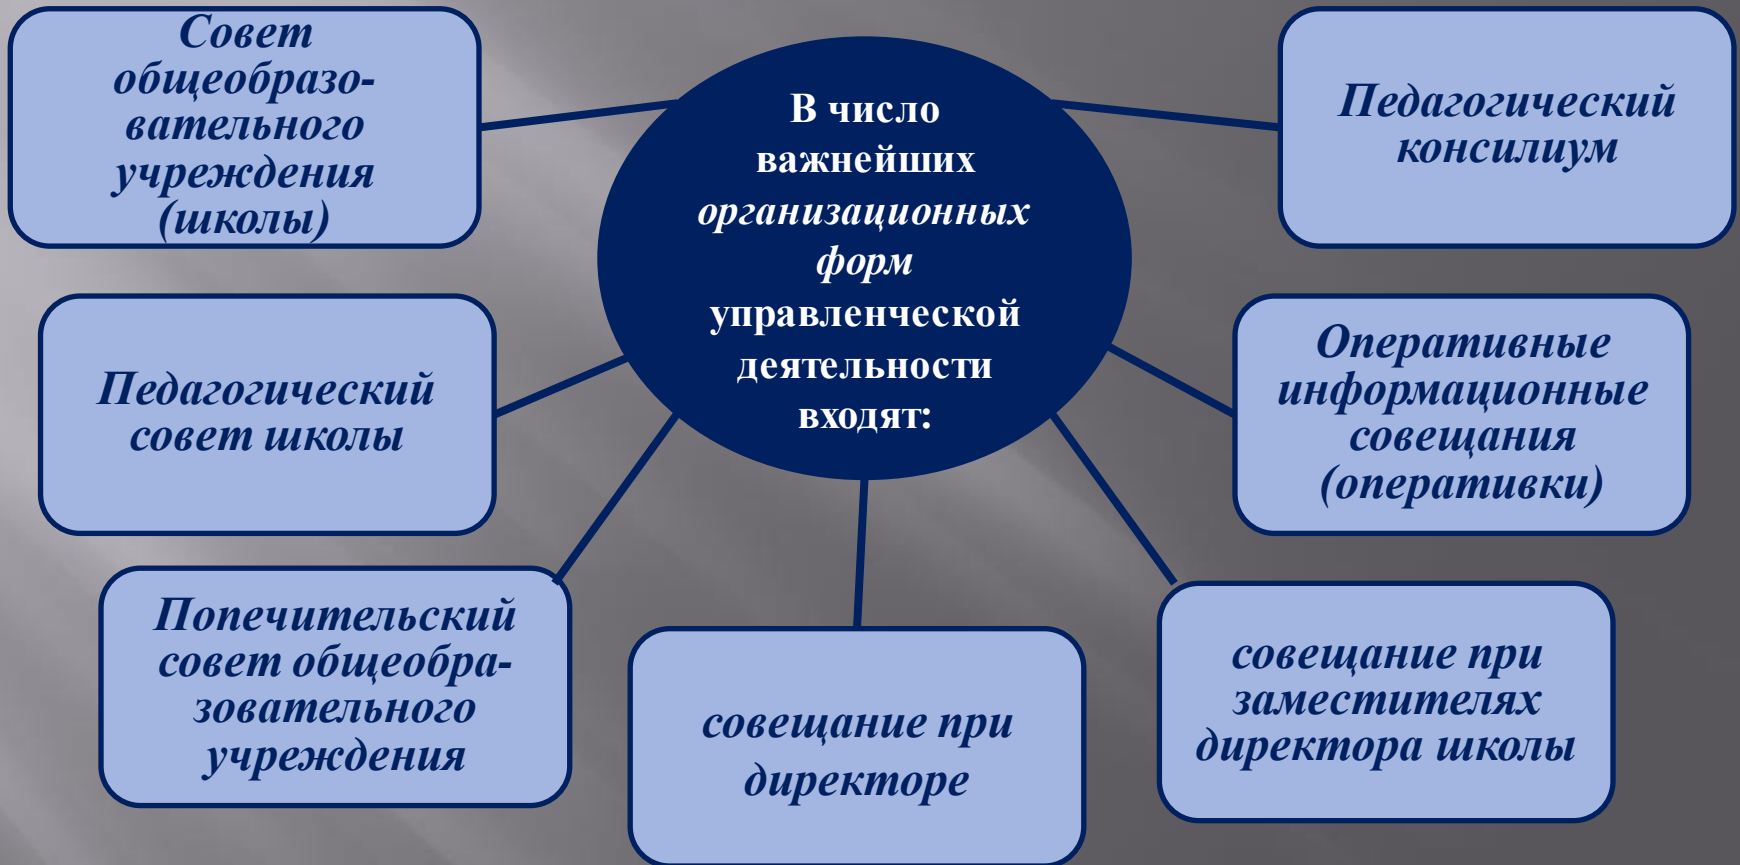 Совет
общеобразо-
вательного
учреждения
(школы)
В число
важнейших
организационных
форм
управленческой
деятельности
входят:
Педагогический
консилиум
Педагогический
совет школы
Оперативные
информационные
совещания
(оперативки)
Попечительский
совет общеобра-
зовательного
учреждения
совещание при
директоре
совещание при
заместителях
директора школы